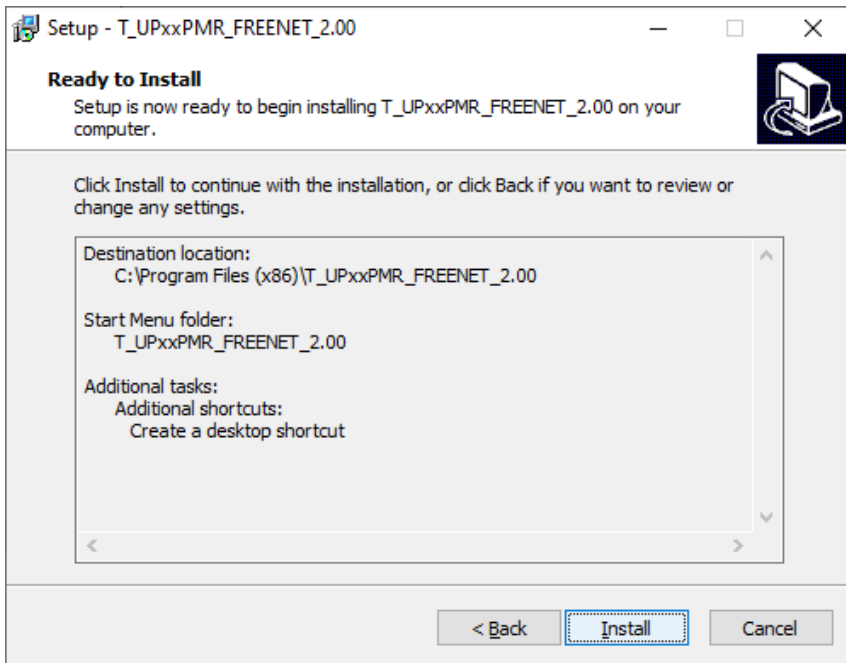 Setup - T_UPxxPMR_FREENET_2.00
Ready to Install
Setup is now ready to begin installing T_UPxxPMR_FREENET_2.00 on your
computer.
Click Install to continue with the installation, or click Back if you want to review or
change any settings.
Destination location:
C:\Program Files (x86)\T_UPxxPMR_FREENET_2.00
Start Menu folder:
T_UPxxPMR_FREENET_2.00
Additional tasks:
Additional shortcuts:
Create a desktop shortcut
< Back Install Cancel